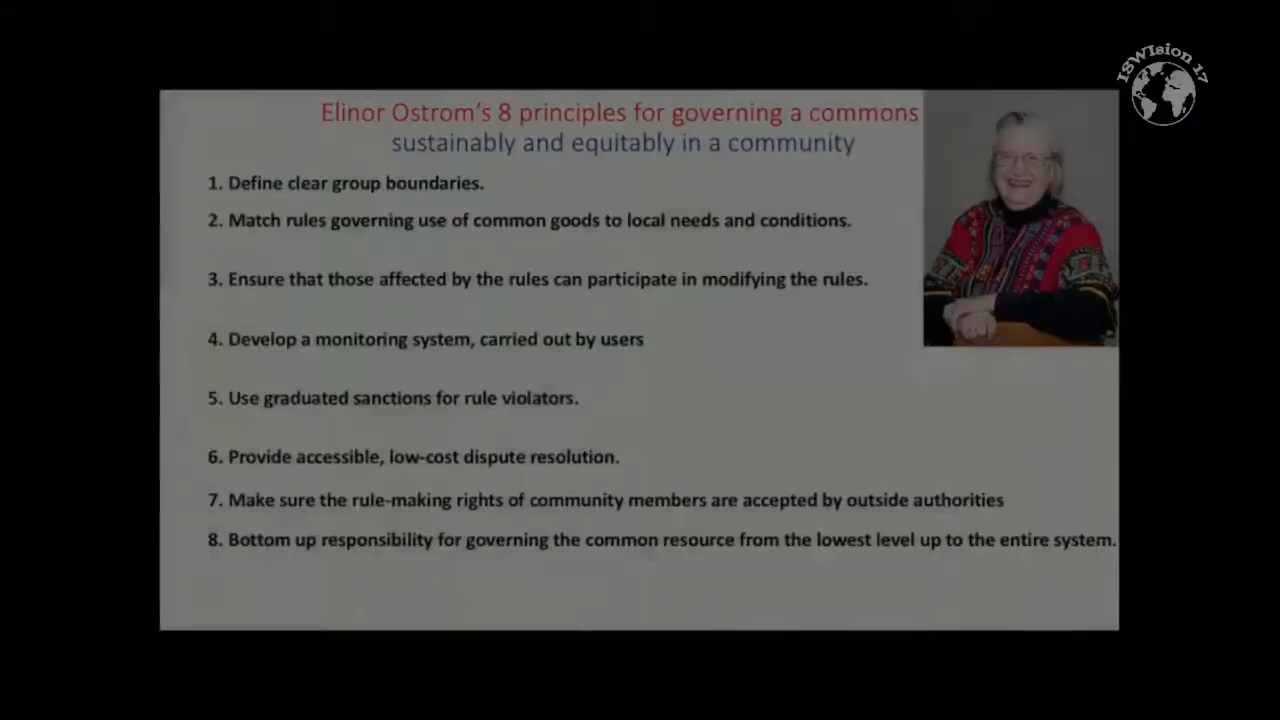 ISWIsion 17
Elinor Ostrom's 8 principles for governing a commons
sustainably and equitably in a community
1. Define clear group boundaries.
2. Match rules governing use of common goods to local needs and conditions.
3. Ensure that those affected by the rules can participate in modifying the rules.
4. Develop a monitoring system, carried out by users
5. Use graduated sanctions for rule violators.
6. Provide accessible, low-cost dispute resolution.
7. Make sure the rule-making rights of community members are accepted by outside authorities
8. Bottom up responsibility for governing the common resource from the lowest level up to the entire system.